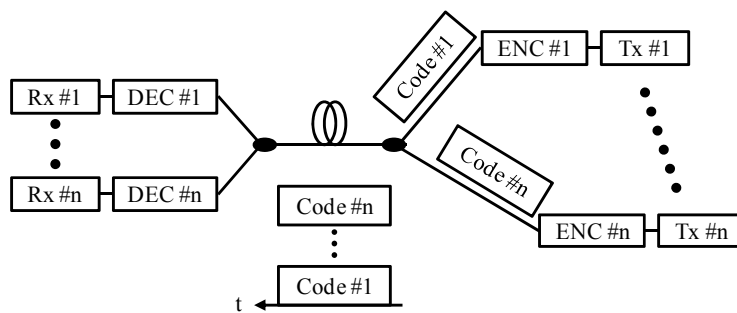 Code #1
ENC #1
Tx #1
Rx #1
DEC #1
Code #n
Rx #n
DEC #n
Code #n
ENC #n
Tx #n
Code #1
t